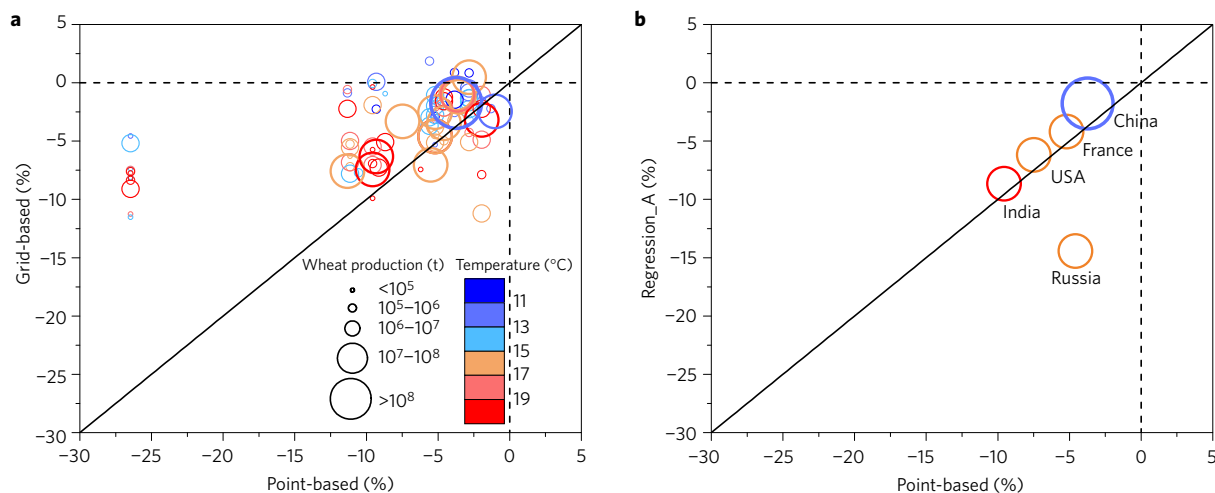 a
5
0
−5
−10
−15
−20
−25
−30
Grid-based (%)
−30 −25 −20 −15 −10 −5 0 5
Point-based (%)
Wheat production (t)
<10⁵
10⁵–10⁶
10⁶–10⁷
10⁷–10⁸
>10⁸
Temperature (°C)
11
13
15
17
19
b
5
0
−5
−10
−15
−20
−25
−30
Regression_A (%)
China
France
USA
India
Russia
−30 −25 −20 −15 −10 −5 0 5
Point-based (%)